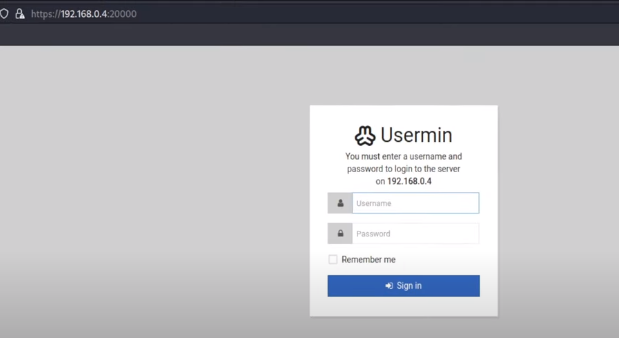 https://192.168.0.4:20000
Usermin
You must enter a username and
password to login to the server
on 192.168.0.4
Username
Password
Remember me
Sign in